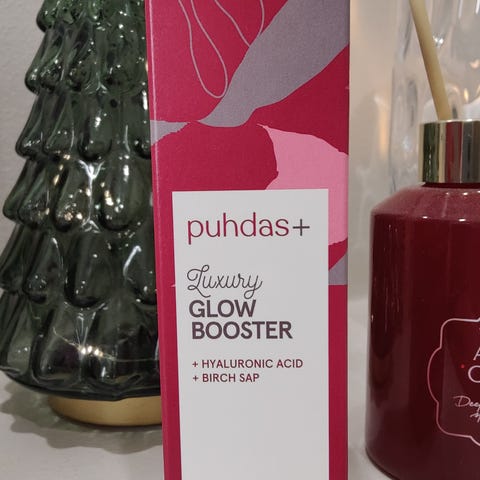 puhdas+
Luxury
GLOW
BOOSTER
+ HYALURONIC ACID
+ BIRCH SAP